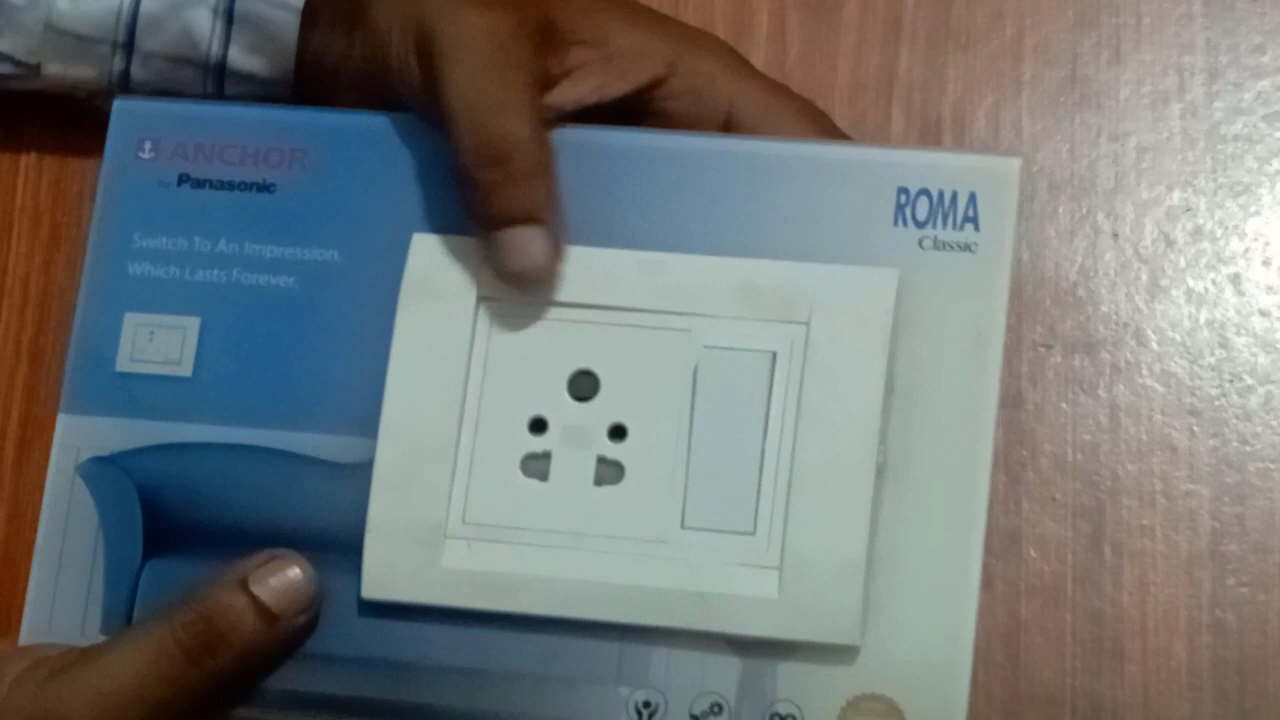 ANCHOR
by Panasonic
Switch To An Impression,
Which Lasts Forever.
ROMA
Classic